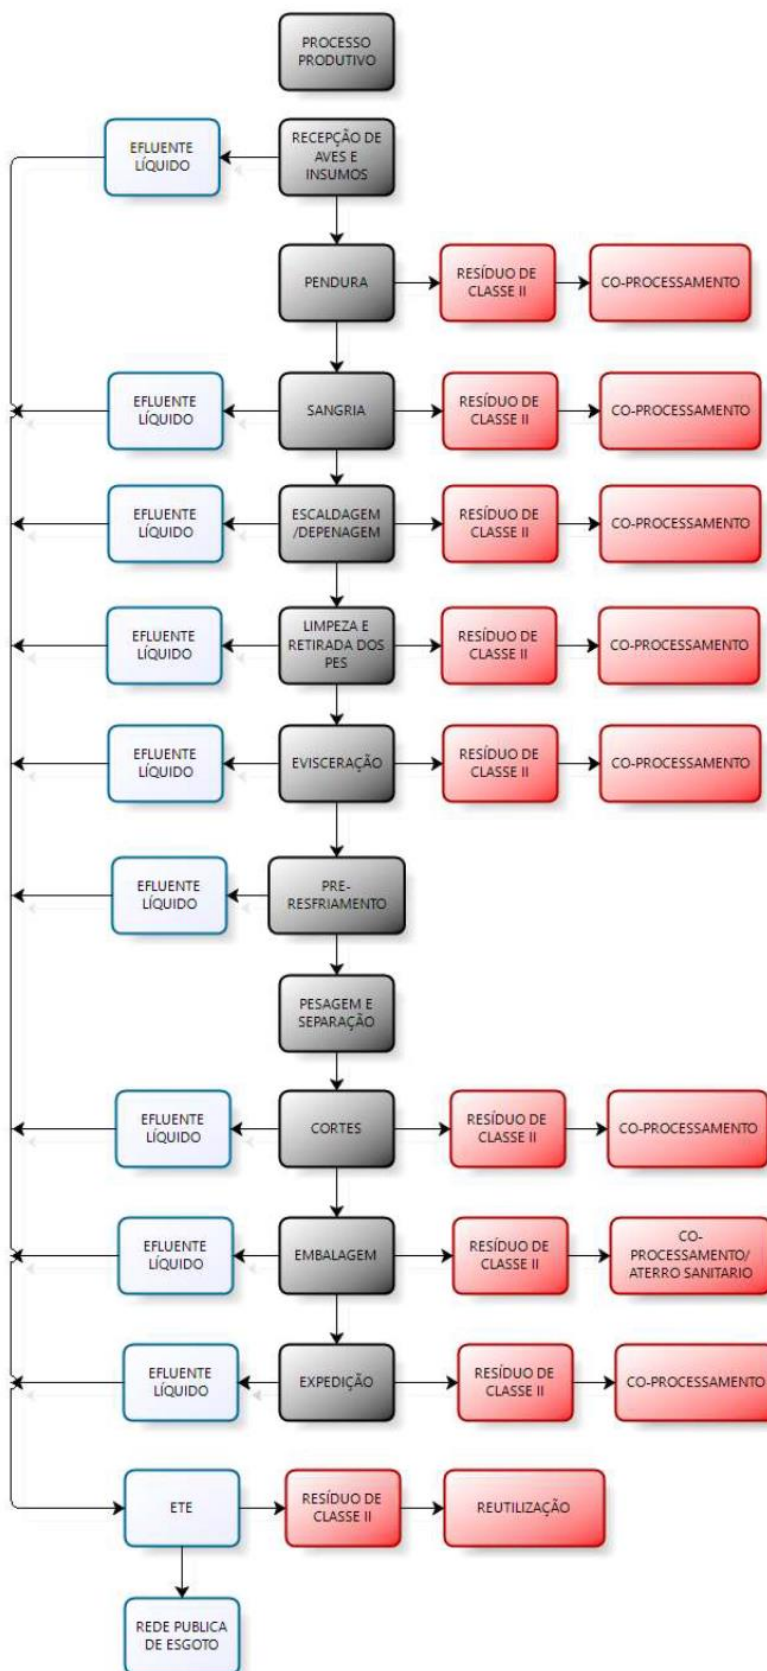 PROCESSO
PRODUTIVO
EFLUENTE
LÍQUIDO
RECEPÇÃO DE
AVES E
INSUMOS
PENDURA
RESÍDUO DE
CLASSE II
CO-PROCESSAMENTO
EFLUENTE
LÍQUIDO
SANGRIA
RESÍDUO DE
CLASSE II
CO-PROCESSAMENTO
EFLUENTE
LÍQUIDO
ESCALDAGEM
/DEPENAGEM
RESÍDUO DE
CLASSE II
CO-PROCESSAMENTO
EFLUENTE
LÍQUIDO
LIMPEZA E
RETIRADA DOS
PES
RESÍDUO DE
CLASSE II
CO-PROCESSAMENTO
EFLUENTE
LÍQUIDO
EVISCERAÇÃO
RESÍDUO DE
CLASSE II
CO-PROCESSAMENTO
EFLUENTE
LÍQUIDO
PRE-
RESFRIAMENTO
PESAGEM E
SEPARAÇÃO
EFLUENTE
LÍQUIDO
CORTES
RESÍDUO DE
CLASSE II
CO-PROCESSAMENTO
EFLUENTE
LÍQUIDO
EMBALAGEM
RESÍDUO DE
CLASSE II
CO-
PROCESSAMENTO/
ATERRO SANITARIO
EFLUENTE
LÍQUIDO
EXPEDIÇÃO
RESÍDUO DE
CLASSE II
CO-PROCESSAMENTO
ETE
RESÍDUO DE
CLASSE II
REUTILIZAÇÃO
REDE PUBLICA
DE ESGOTO